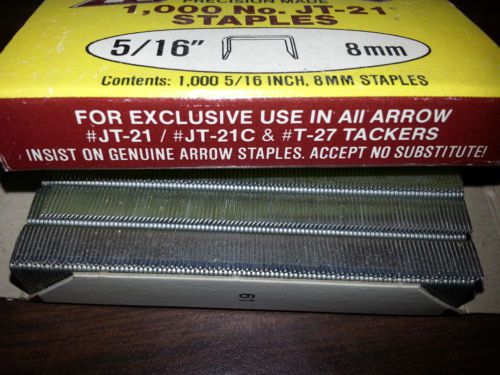 PRECISION MADE
1,000 No. JT-21®
STAPLES
5/16" 8mm
Contents: 1,000 5/16 INCH, 8MM STAPLES
FOR EXCLUSIVE USE IN All ARROW
#JT-21 / #JT-21C & #T-27 TACKERS
INSIST ON GENUINE ARROW STAPLES. ACCEPT NO SUBSTITUTE!